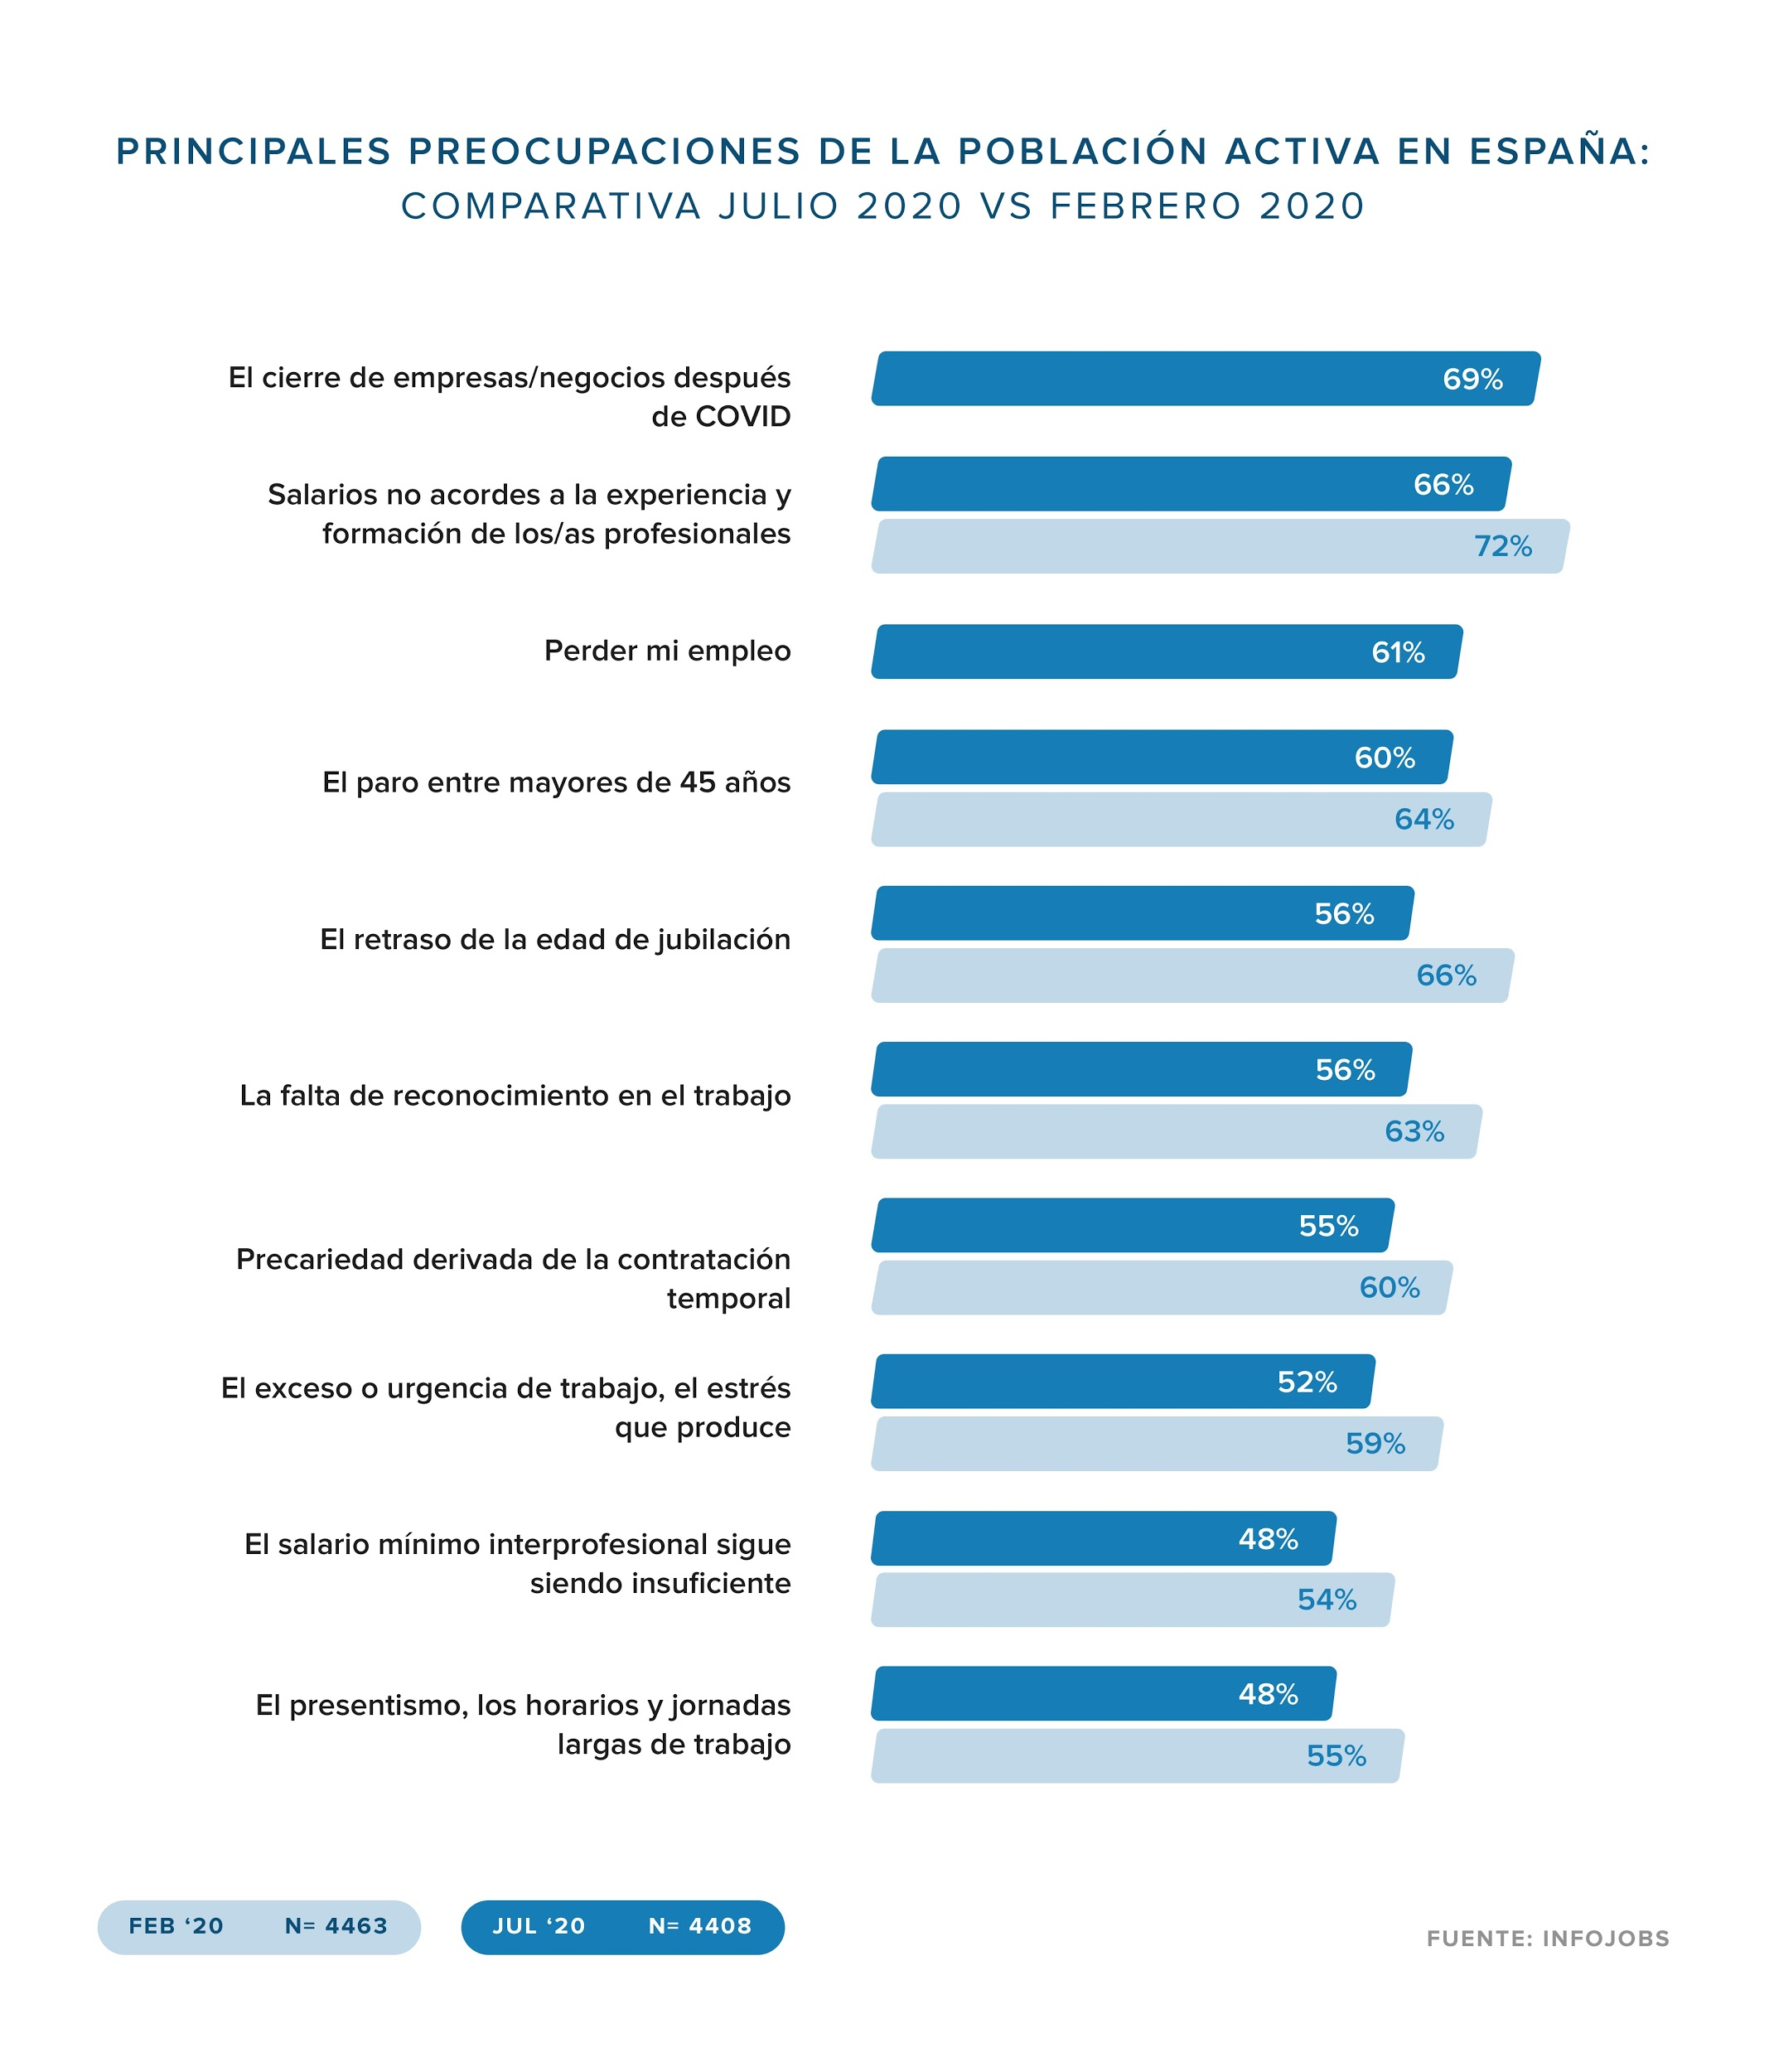 PRINCIPALES PREOCUPACIONES DE LA POBLACIÓN ACTIVA EN ESPAÑA:
COMPARATIVA JULIO 2020 VS FEBRERO 2020
El cierre de empresas/negocios después
de COVID
69%
Salarios no acordes a la experiencia y
formación de los/as profesionales
66%
72%
Perder mi empleo
61%
El paro entre mayores de 45 años
60%
64%
El retraso de la edad de jubilación
56%
66%
La falta de reconocimiento en el trabajo
56%
63%
Precariedad derivada de la contratación
temporal
55%
60%
El exceso o urgencia de trabajo, el estrés
que produce
52%
59%
El salario mínimo interprofesional sigue
siendo insuficiente
48%
54%
El presentismo, los horarios y jornadas
largas de trabajo
48%
55%
FEB ‘20 N= 4463
JUL ‘20 N= 4408
FUENTE: INFOJOBS